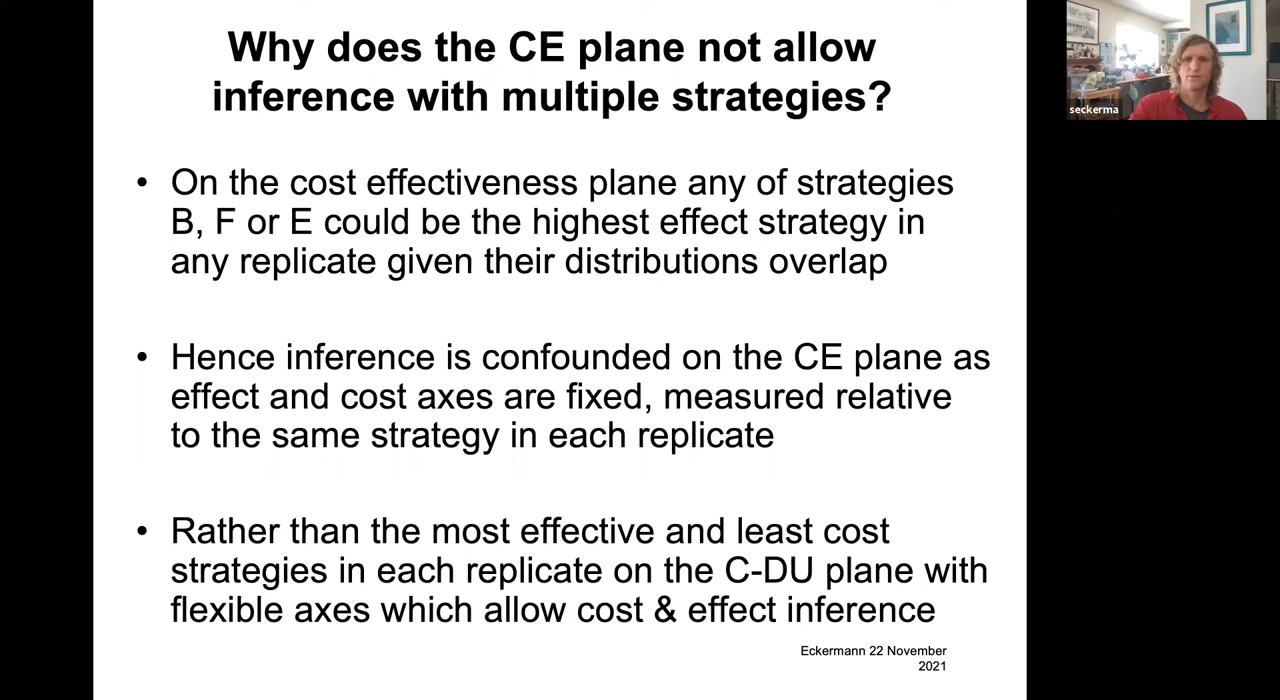 Why does the CE plane not allow
inference with multiple strategies?
• On the cost effectiveness plane any of strategies
B, F or E could be the highest effect strategy in
any replicate given their distributions overlap
• Hence inference is confounded on the CE plane as
effect and cost axes are fixed, measured relative
to the same strategy in each replicate
• Rather than the most effective and least cost
strategies in each replicate on the C-DU plane with
flexible axes which allow cost & effect inference
Eckermann 22 November
2021
seckerma